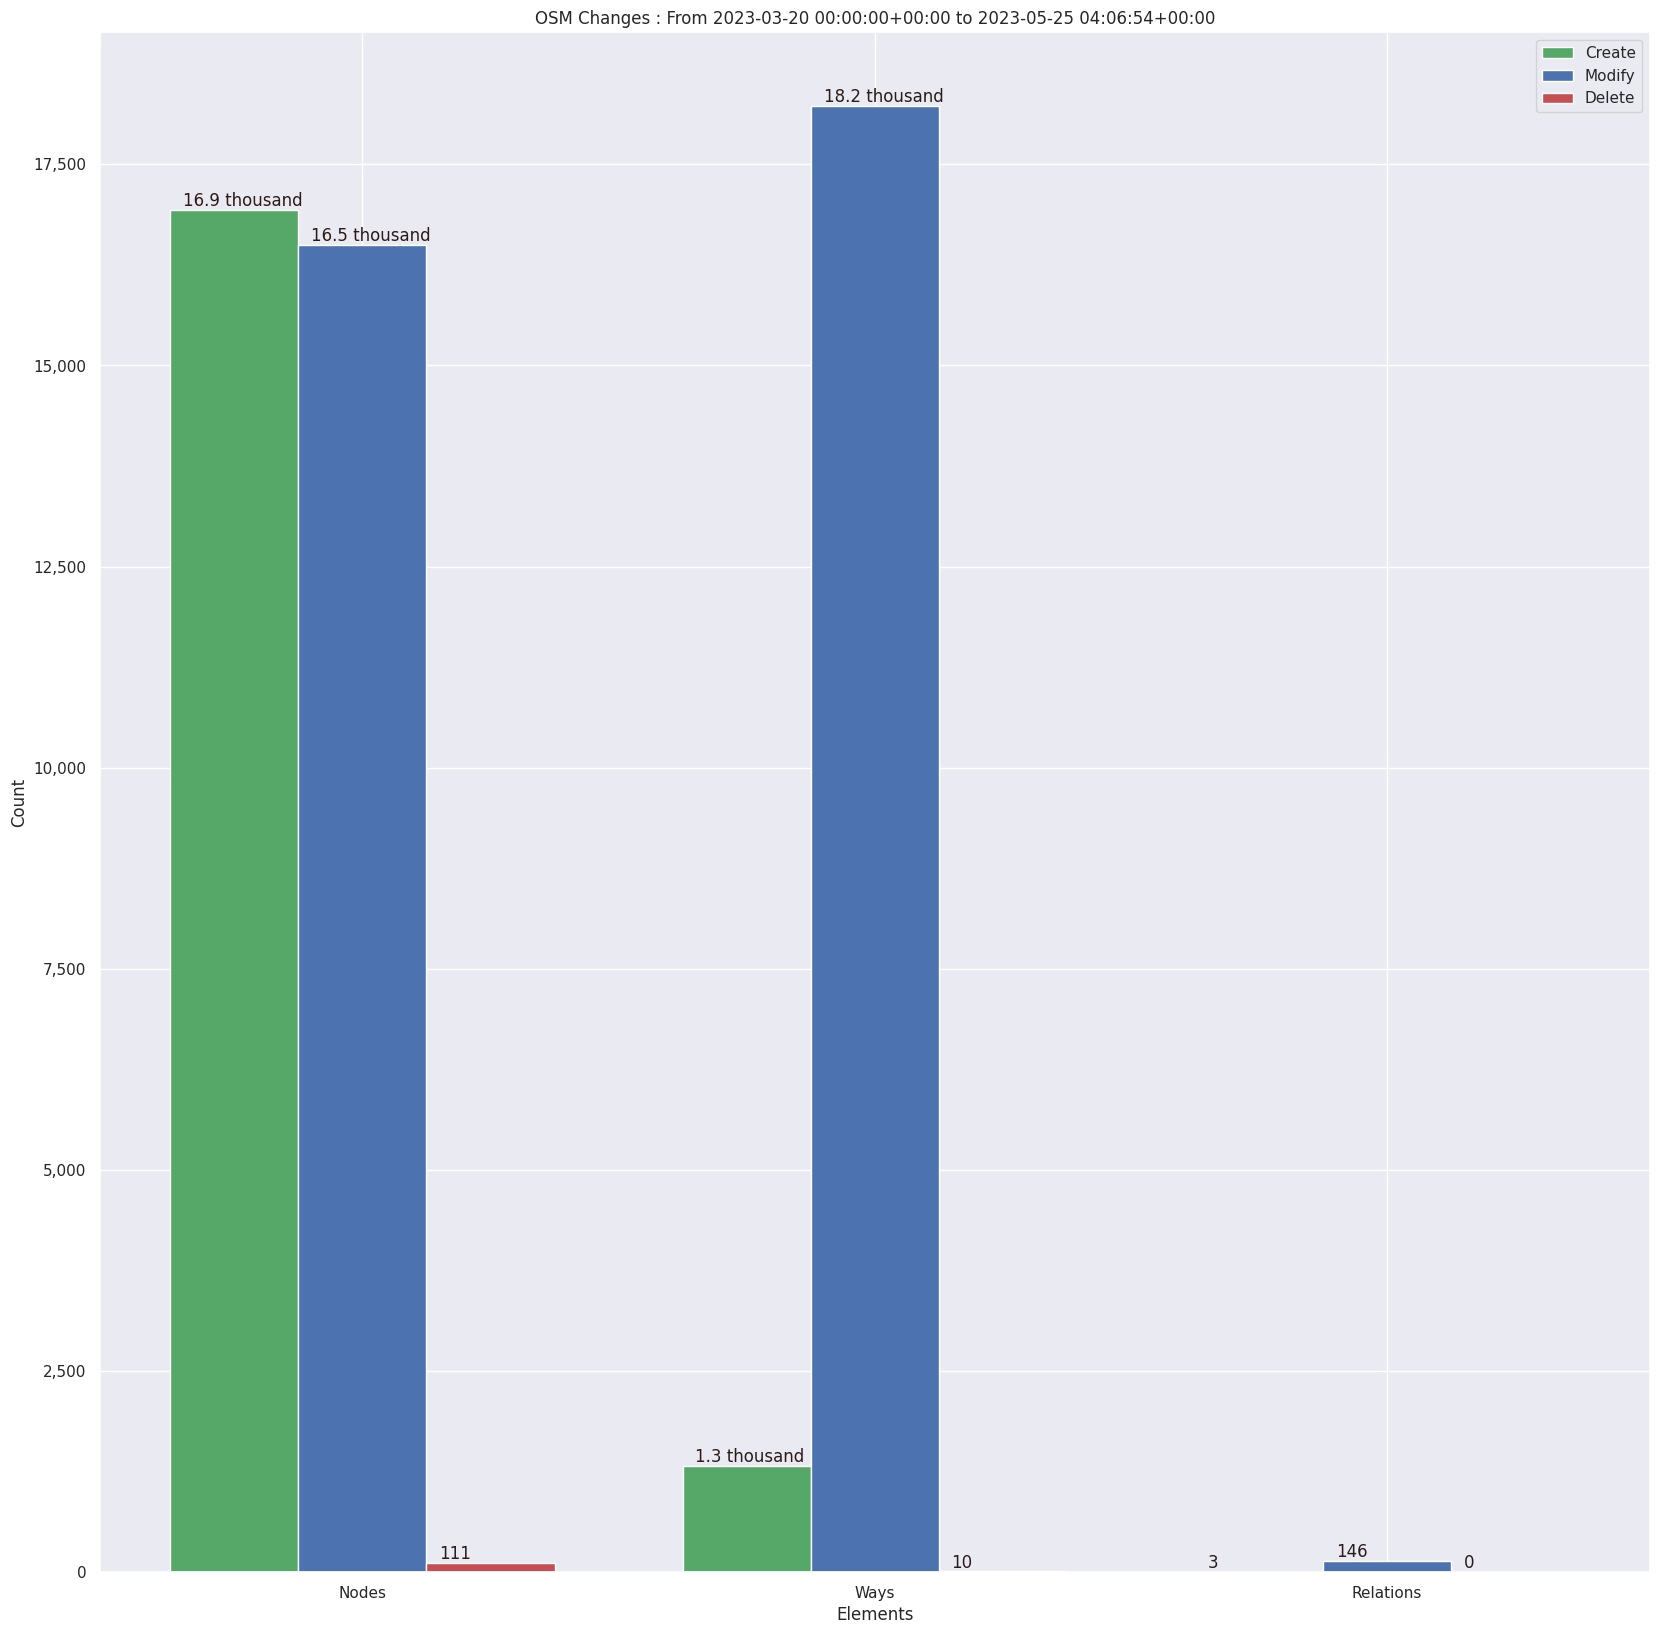 OSM Changes : From 2023-03-20 00:00:00+00:00 to 2023-05-25 04:06:54+00:00
Create
Modify
Delete
18.2 thousand
17,500
16.9 thousand
16.5 thousand
15,000
12,500
10,000
Count
7,500
5,000
2,500
1.3 thousand
111
10
3
146
0
0
Nodes
Ways
Relations
Elements